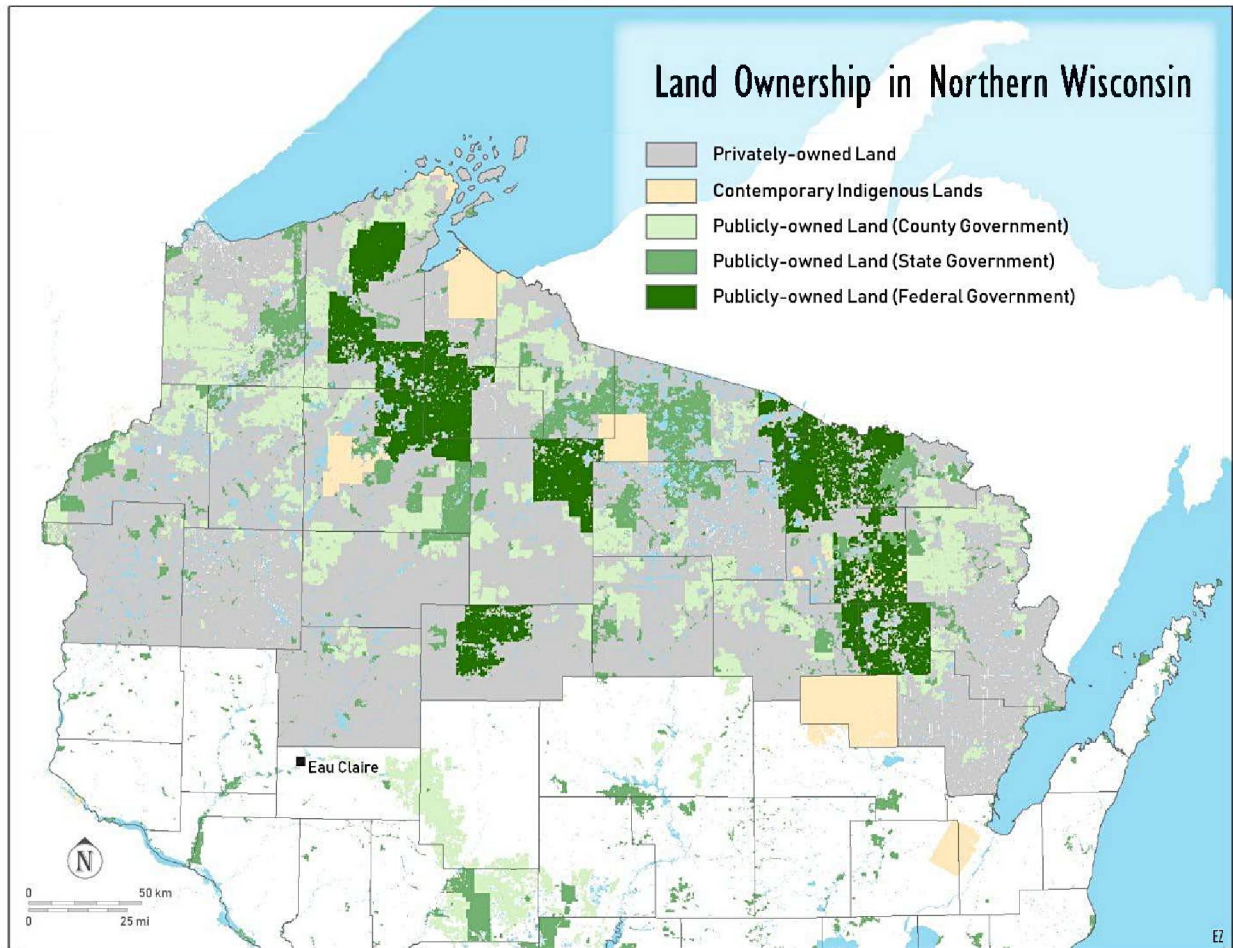 Land Ownership in Northern Wisconsin
Privately-owned Land
Contemporary Indigenous Lands
Publicly-owned Land (County Government)
Publicly-owned Land (State Government)
Publicly-owned Land (Federal Government)
Eau Claire
N
0 50 km
0 25 mi
EZ